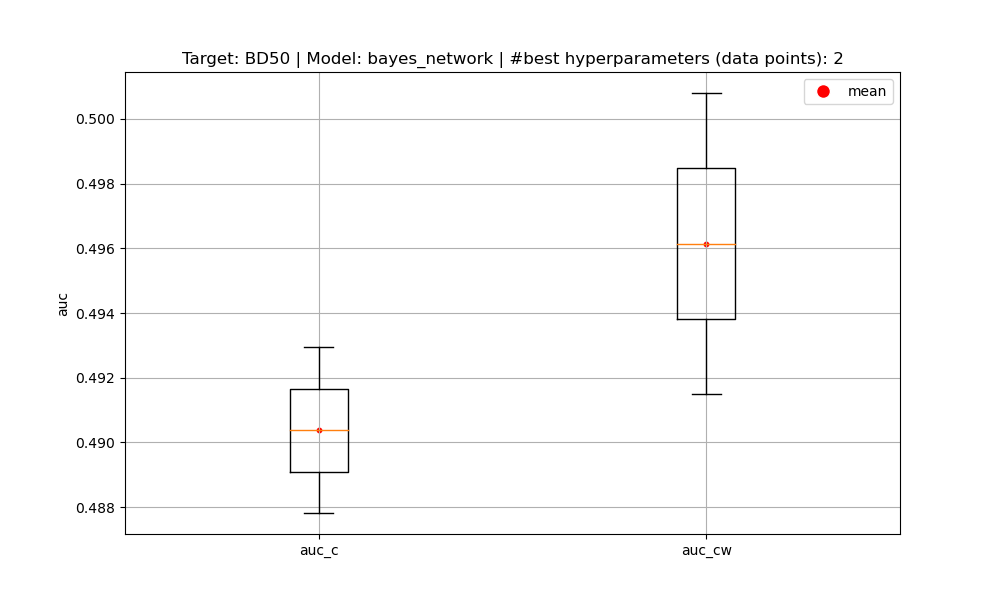 Target: BD50 | Model: bayes_network | #best hyperparameters (data points): 2
mean
0.500
0.498
0.496
0.494
0.492
0.490
0.488
auc
auc_c
auc_cw